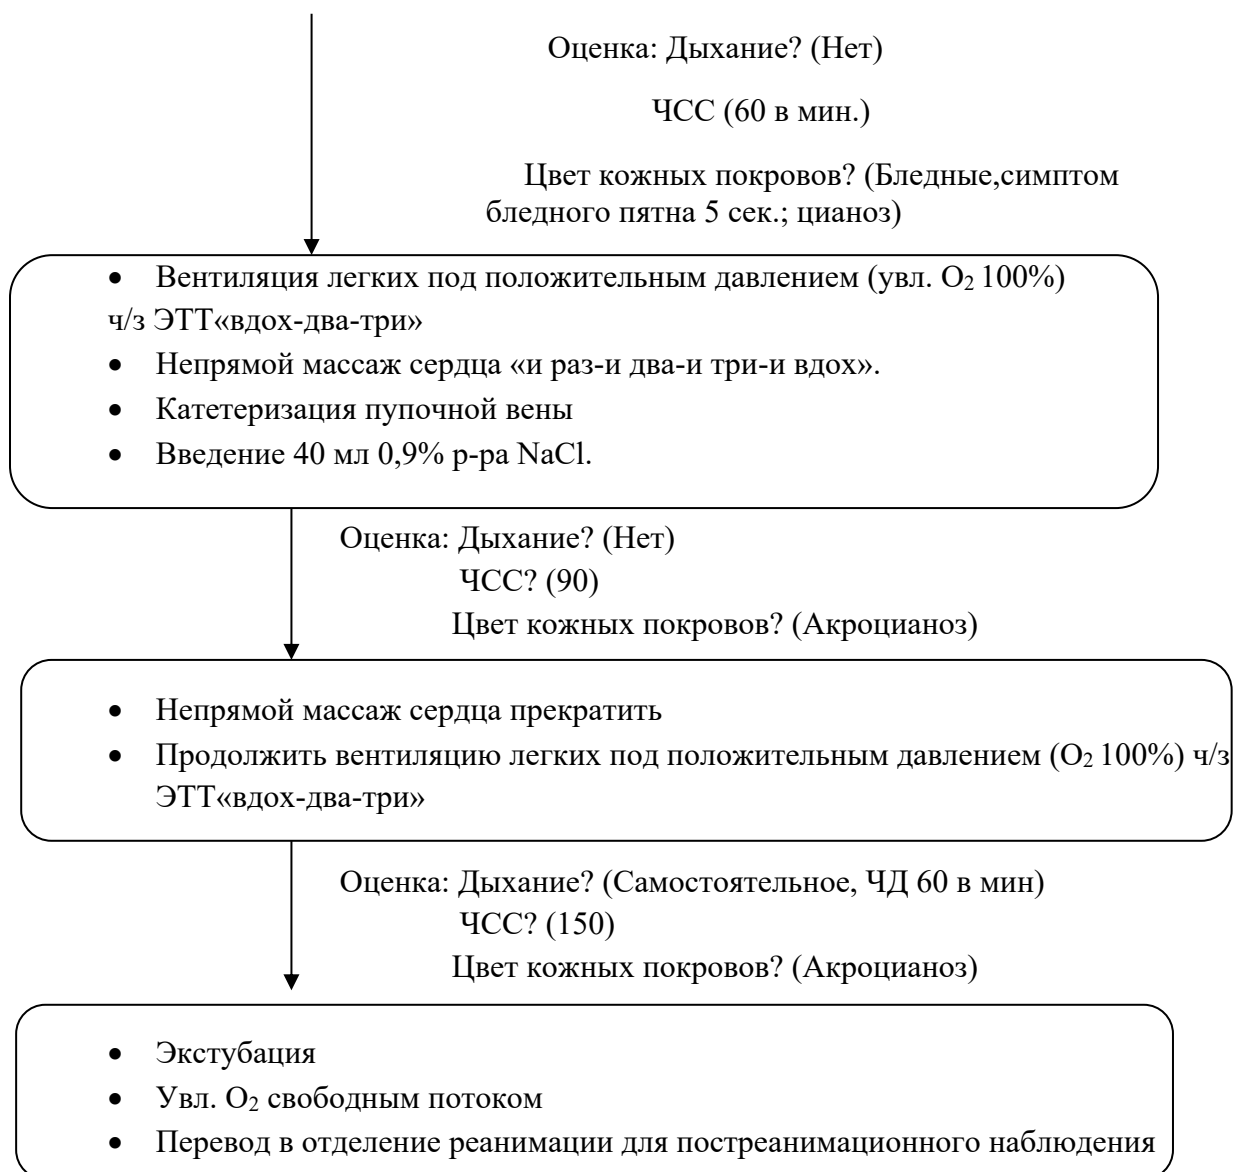 Оценка: Дыхание? (Нет)
ЧСС (60 в мин.)
Цвет кожных покровов? (Бледные,симптом
бледного пятна 5 сек.; цианоз)
• Вентиляция легких под положительным давлением (увл. O₂ 100%)
ч/з ЭТТ«вдох-два-три»
• Непрямой массаж сердца «и раз-и два-и три-и вдох».
• Катетеризация пупочной вены
• Введение 40 мл 0,9% р-ра NaCl.
Оценка: Дыхание? (Нет)
ЧСС? (90)
Цвет кожных покровов? (Акроцианоз)
• Непрямой массаж сердца прекратить
• Продолжить вентиляцию легких под положительным давлением (O₂ 100%) ч/з
ЭТТ«вдох-два-три»
Оценка: Дыхание? (Самостоятельное, ЧД 60 в мин)
ЧСС? (150)
Цвет кожных покровов? (Акроцианоз)
• Экстубация
• Увл. O₂ свободным потоком
• Перевод в отделение реанимации для постреанимационного наблюдения